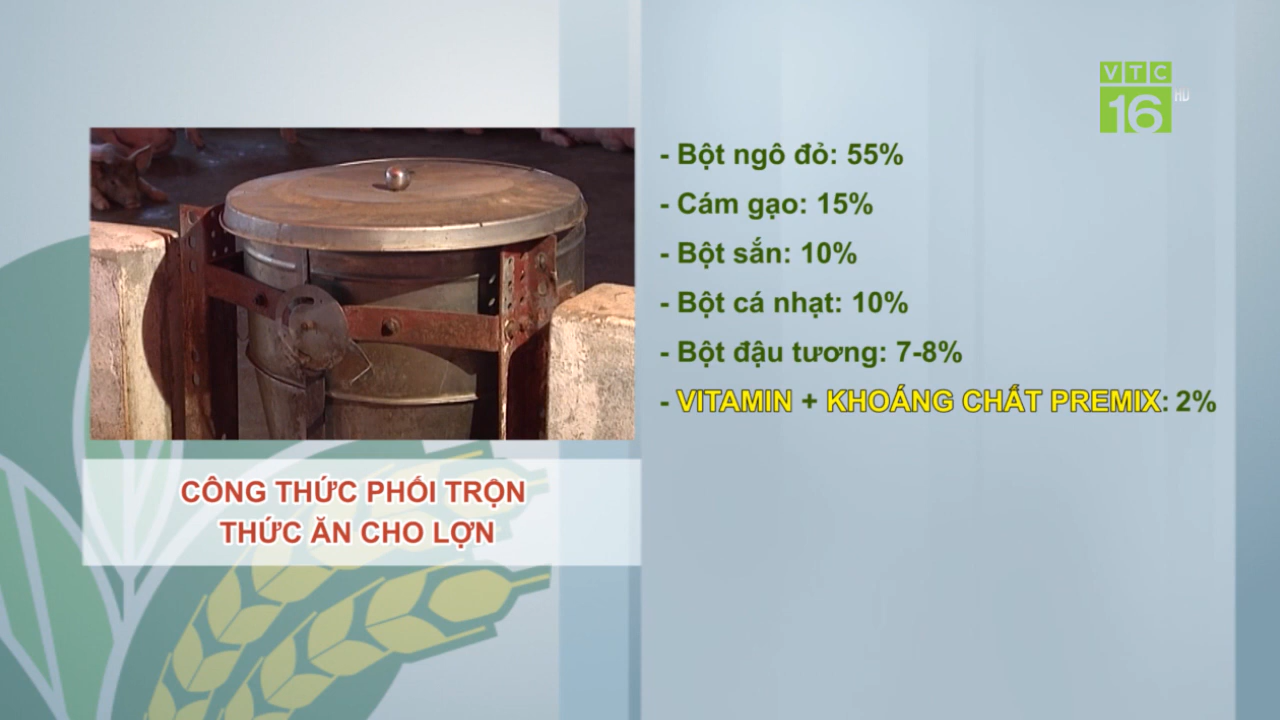 VTC
16 HD
- Bột ngô đỏ: 55%
- Cám gạo: 15%
- Bột sắn: 10%
- Bột cá nhạt: 10%
- Bột đậu tương: 7-8%
- VITAMIN + KHOÁNG CHẤT PREMIX: 2%
CÔNG THỨC PHỐI TRỘN
THỨC ĂN CHO LỢN